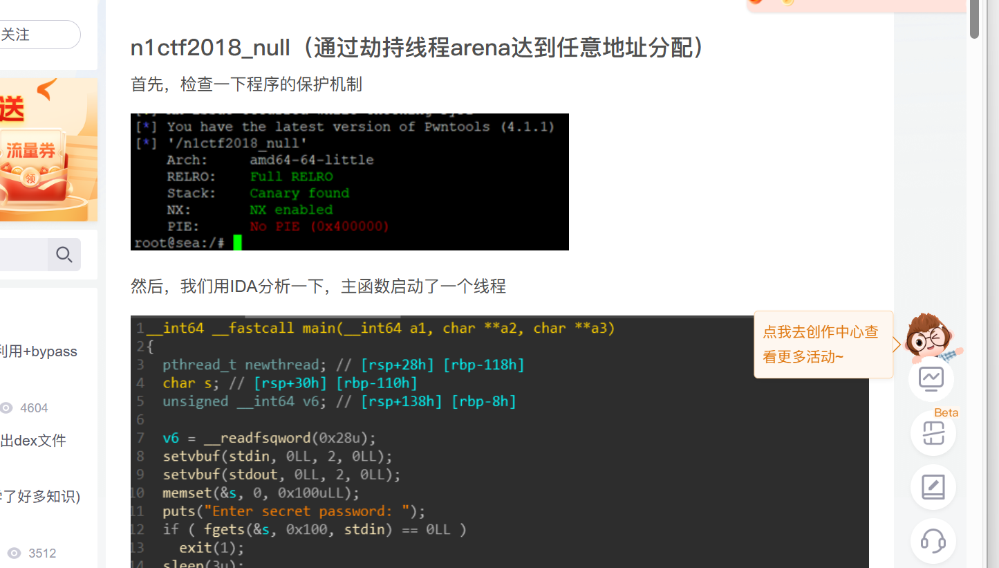 关注
送
流量券
领
利用+bypass
4604
出dex文件
学了好多知识)
3512
n1ctf2018_null（通过劫持线程arena达到任意地址分配）
首先，检查一下程序的保护机制
[*] You have the latest version of Pwntools (4.1.1)
[*] '/n1ctf2018_null'
Arch: amd64-64-little
RELRO: Full RELRO
Stack: Canary found
NX: NX enabled
PIE: No PIE (0x400000)
root@sea:/#
然后，我们用IDA分析一下，主函数启动了一个线程
1 __int64 __fastcall main(__int64 a1, char **a2, char **a3)
2 {
3 pthread_t newthread; // [rsp+28h] [rbp-118h]
4 char s; // [rsp+30h] [rbp-110h]
5 unsigned __int64 v6; // [rsp+138h] [rbp-8h]
6
7 v6 = __readfsqword(0x28u);
8 setvbuf(stdin, 0LL, 2, 0LL);
9 setvbuf(stdout, 0LL, 2, 0LL);
10 memset(&s, 0, 0x100uLL);
11 puts("Enter secret password: ");
12 if ( fgets(&s, 0x100, stdin) == 0LL )
13 exit(1);
14 sleep(3u);
点我去创作中心查
看更多活动~
Beta